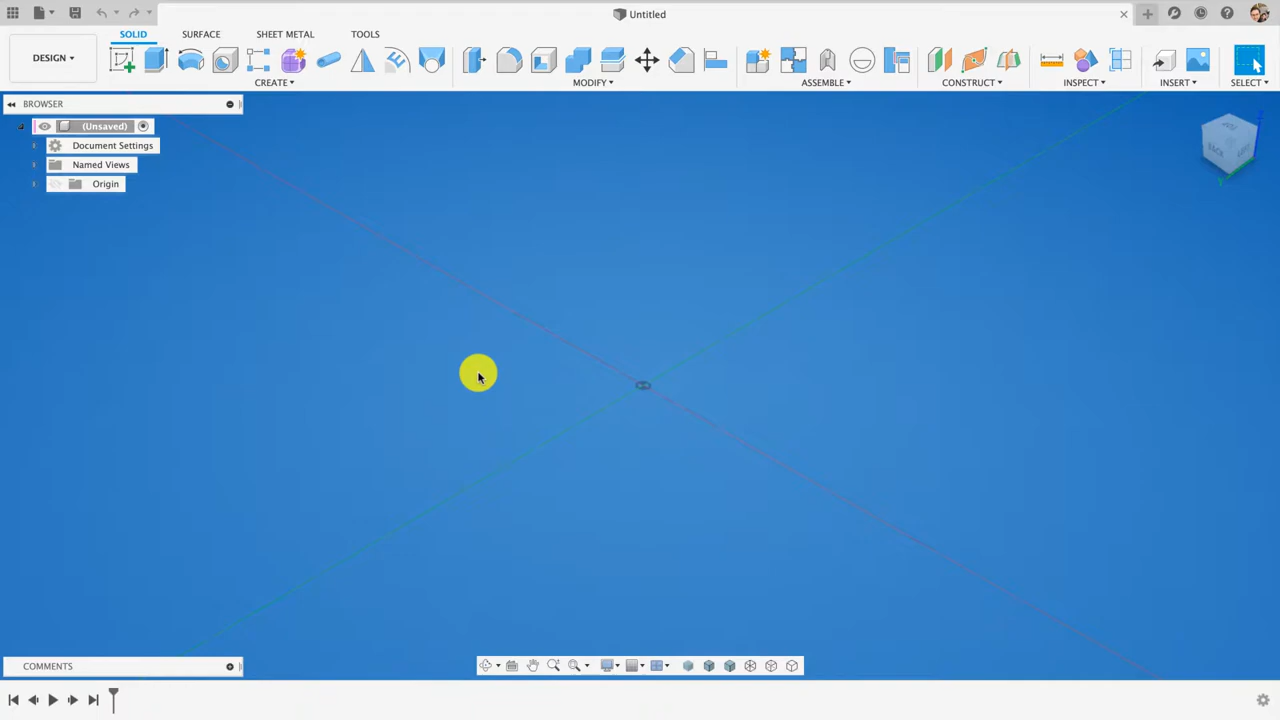 Untitled
DESIGN
SOLID
SURFACE
SHEET METAL
TOOLS
CREATE
MODIFY
ASSEMBLE
CONSTRUCT
INSPECT
INSERT
SELECT
BROWSER
(Unsaved)
Document Settings
Named Views
Origin
BACK
COMMENTS